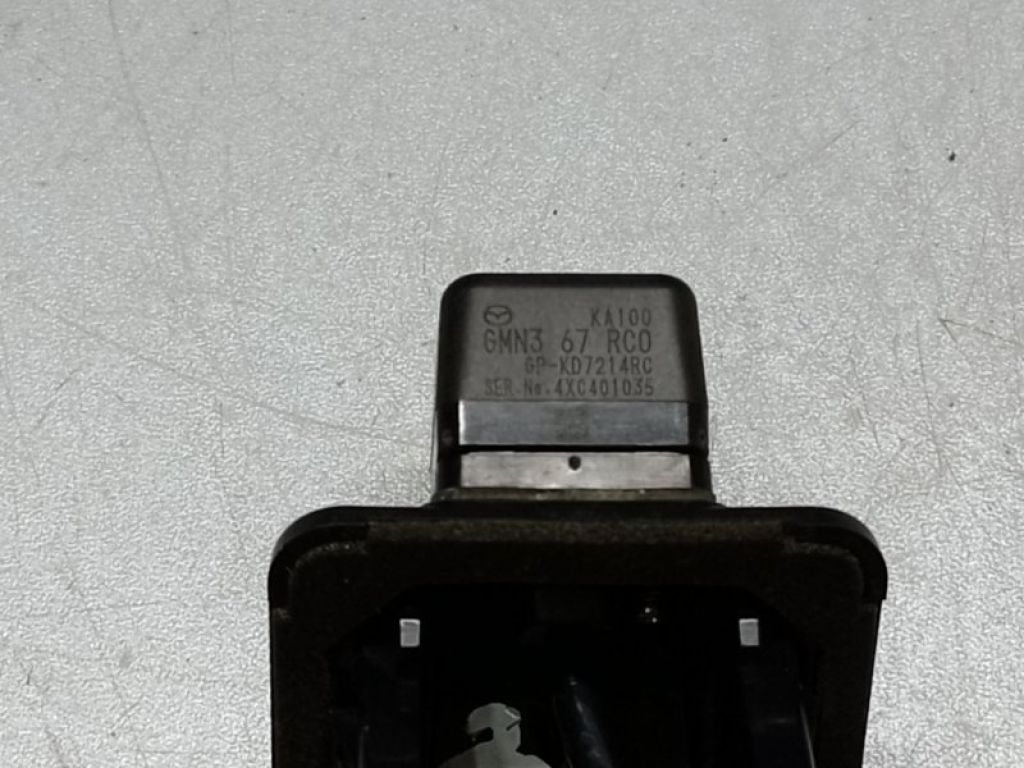 KA100
GMN3 67 RC0
GP-KD7214RC
SER.No.4XC401035